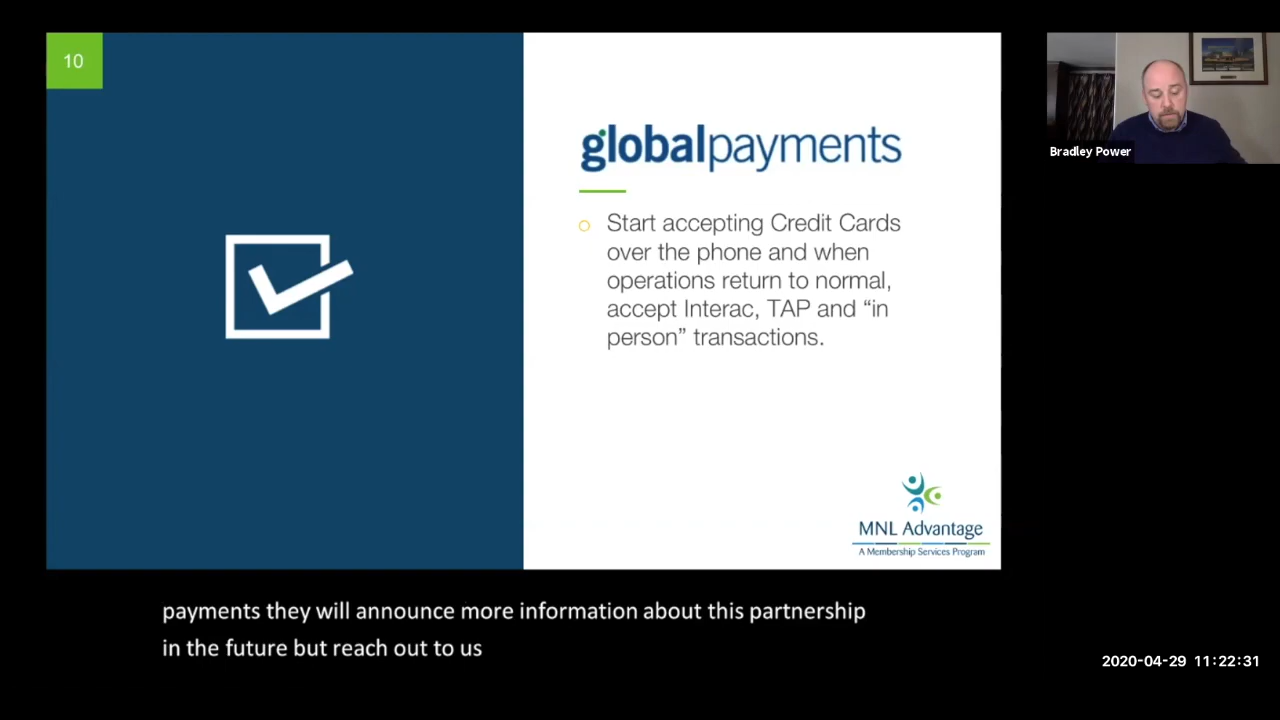 10
globalpayments
Start accepting Credit Cards
over the phone and when
operations return to normal,
accept Interac, TAP and “in
person” transactions.
MNL Advantage
A Membership Services Program
Bradley Power
payments they will announce more information about this partnership
in the future but reach out to us
2020-04-29 11:22:31